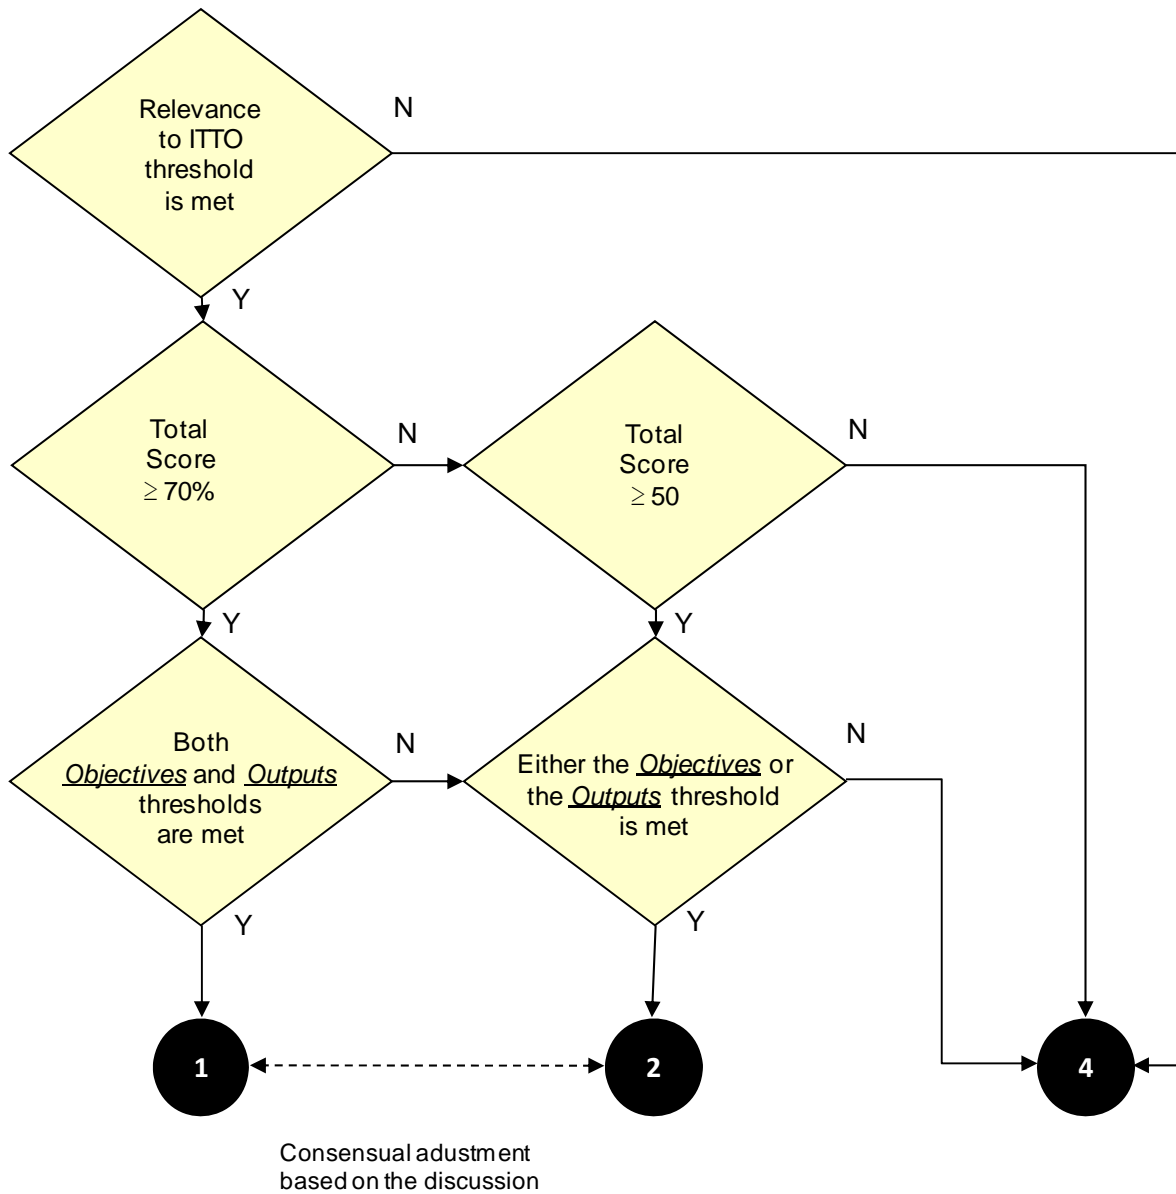 Relevance
to ITTO
threshold
is met
N
Y
Total
Score
≥ 70%
N
Total
Score
≥ 50
N
Y
Y
Both
Objectives and Outputs
thresholds
are met
N
Either the Objectives or
the Outputs threshold
is met
N
Y
Y
1
2
4
Consensual adustment
based on the discussion